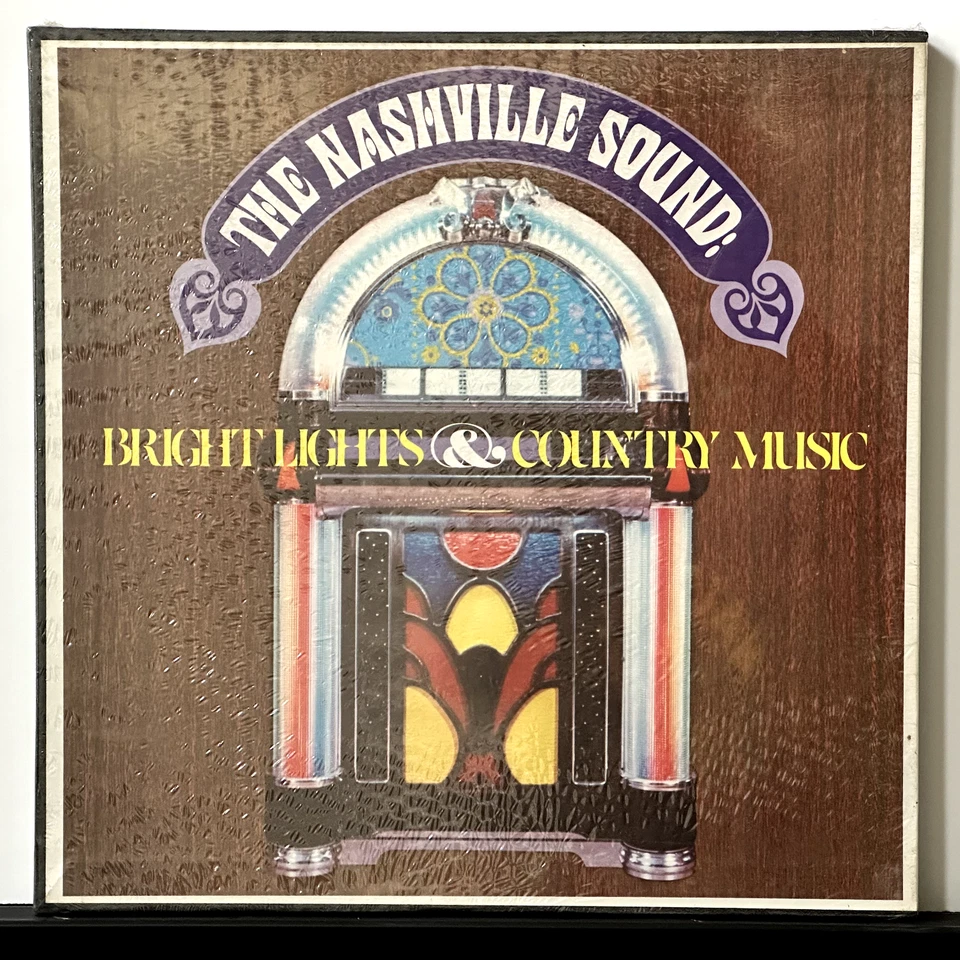 THE NASHVILLE SOUND:
BRIGHT LIGHTS & COUNTRY MUSIC